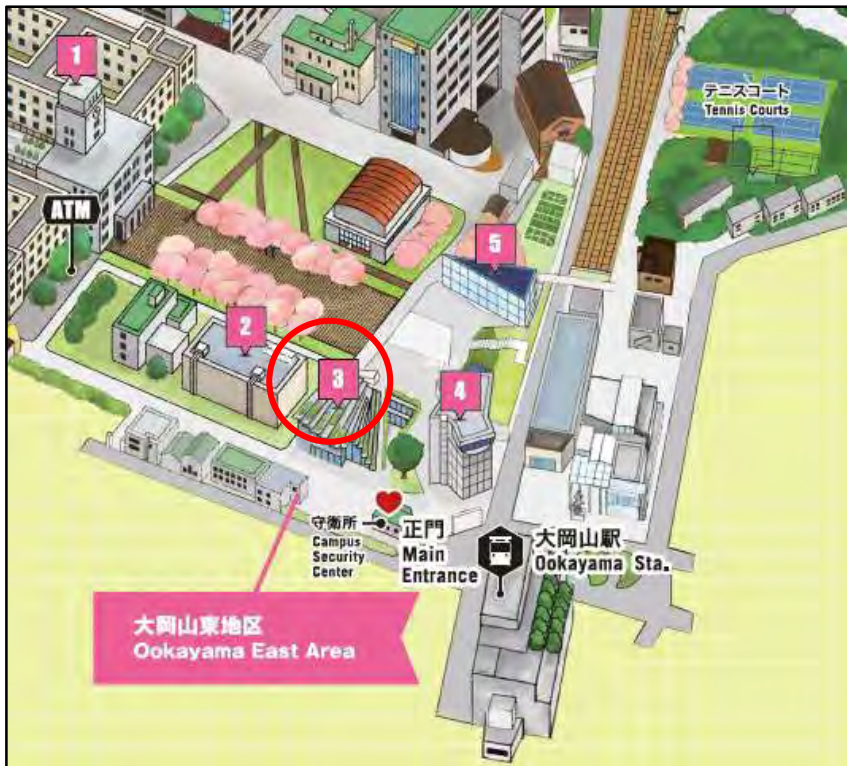 1
テニスコート
Tennis Courts
ATM
5
2
3
4
守衛所
Campus
Security
Center
正門
Main
Entrance
大岡山駅
Ookayama Sta.
大岡山東地区
Ookayama East Area